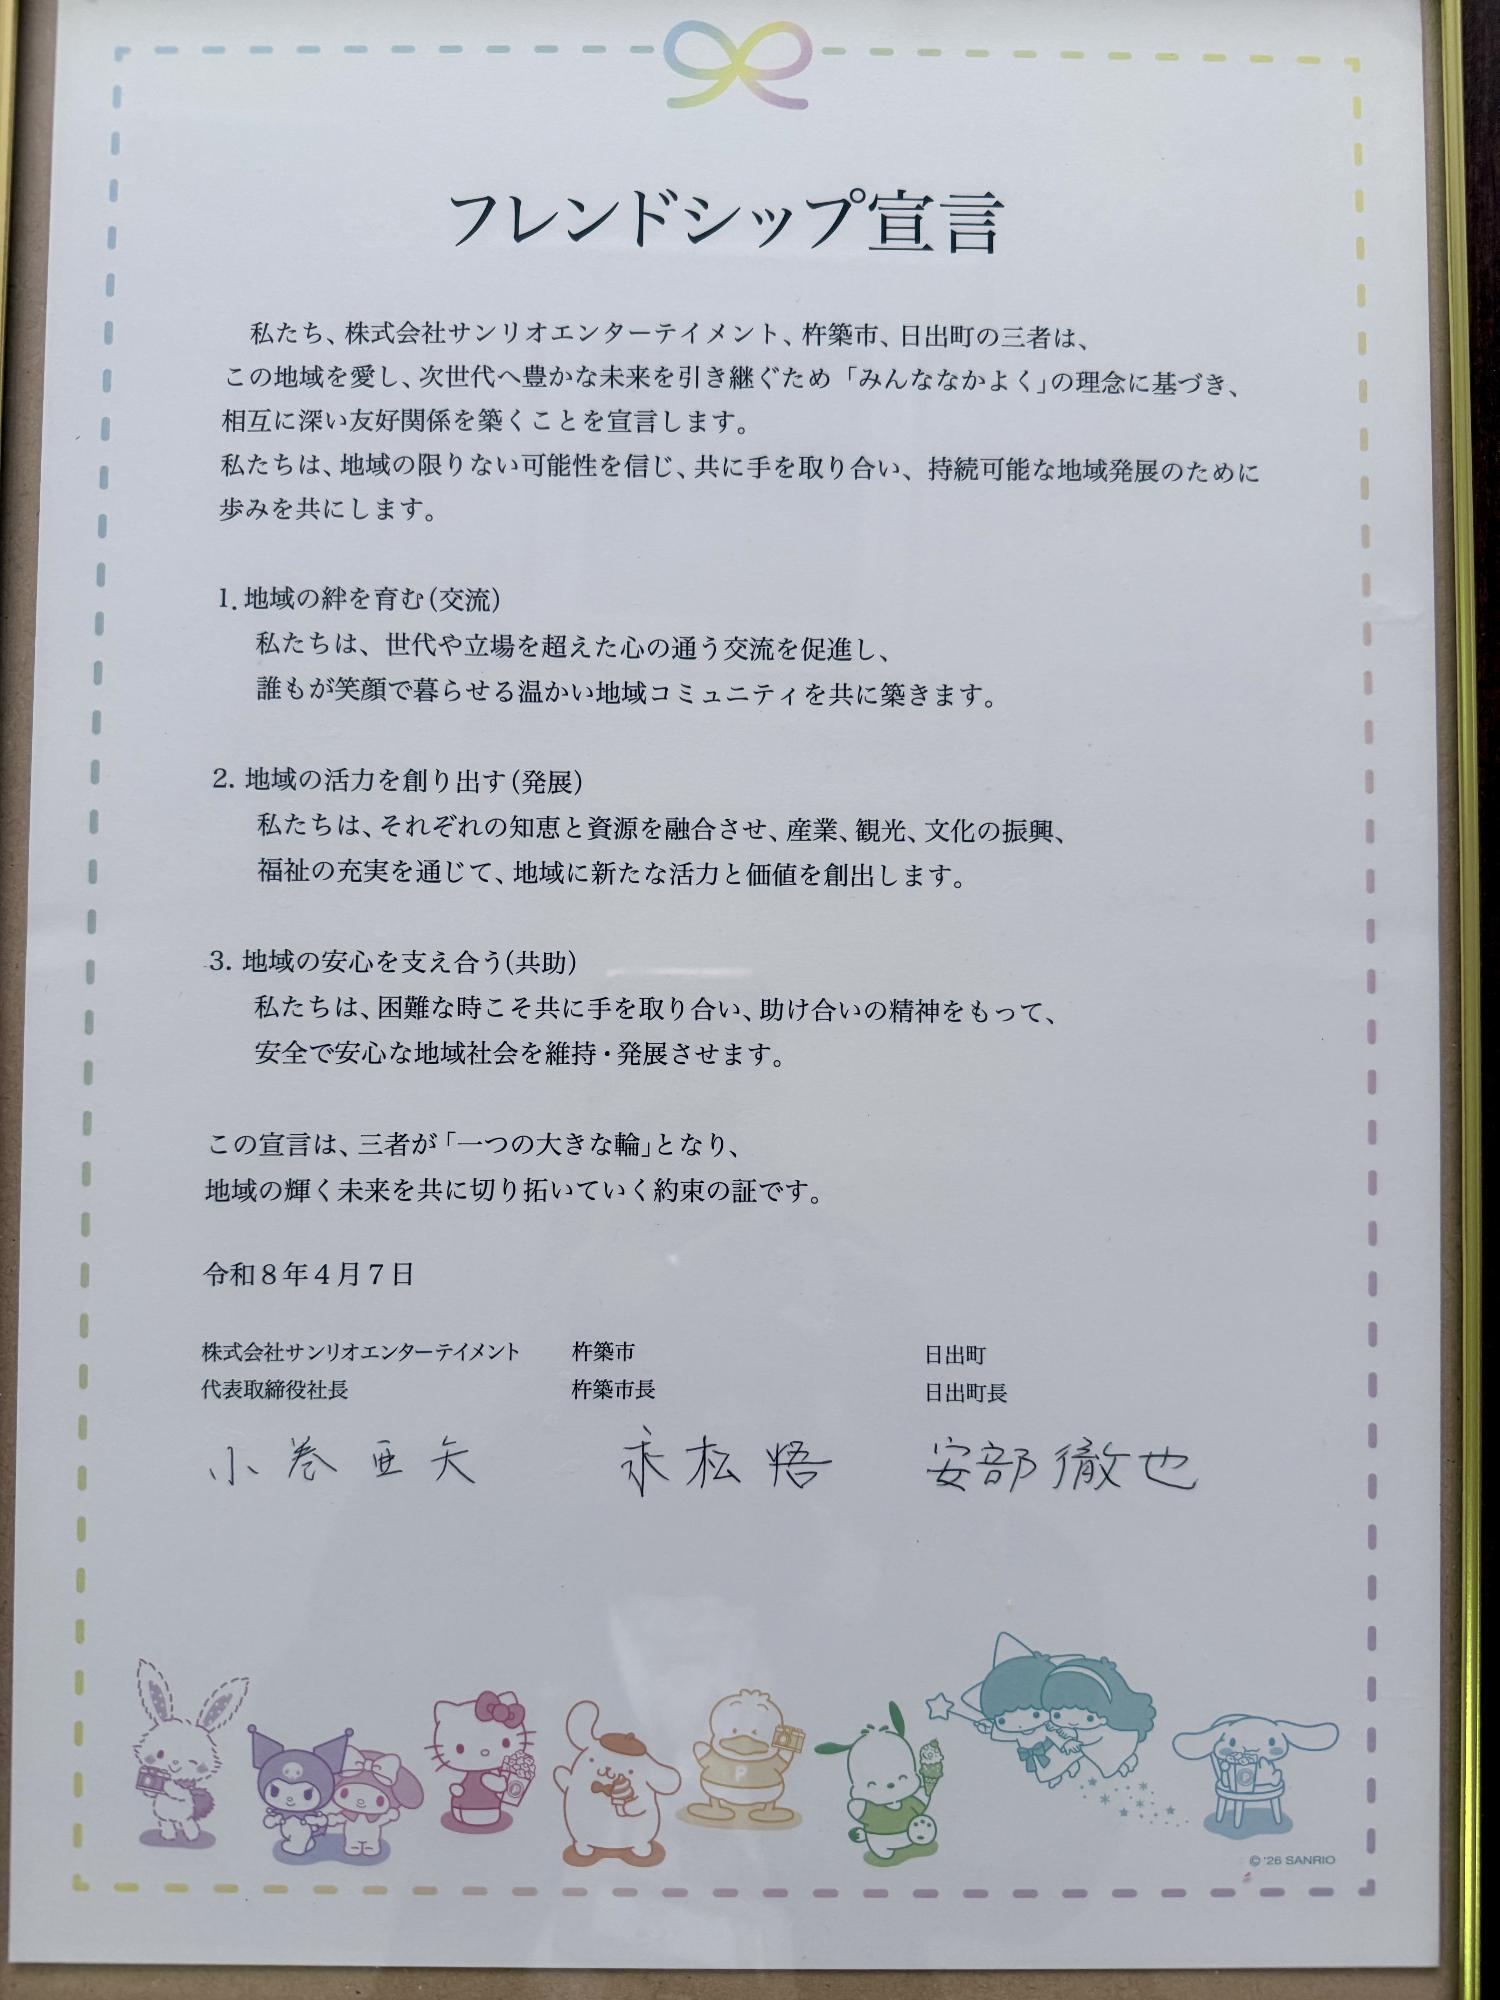 フレンドシップ宣言
私たち、株式会社サンリオエンターテイメント、杵築市、日出町の三者は、
この地域を愛し、次世代へ豊かな未来を引き継ぐため「みんななかよく」の理念に基づき、
相互に深い友好関係を築くことを宣言します。
私たちは、地域の限りない可能性を信じ、共に手を取り合い、持続可能な地域発展のために
歩みを共にします。
1. 地域の絆を育む(交流)
私たちは、世代や立場を超えた心の通う交流を促進し、
誰もが笑顔で暮らせる温かい地域コミュニティを共に築きます。
2. 地域の活力を創り出す(発展)
私たちは、それぞれの知恵と資源を融合させ、産業、観光、文化の振興、
福祉の充実を通じて、地域に新たな活力と価値を創出します。
3. 地域の安心を支え合う(共助)
私たちは、困難な時こそ共に手を取り合い、助け合いの精神をもって、
安全で安心な地域社会を維持・発展させます。
この宣言は、三者が「一つの大きな輪」となり、
地域の輝く未来を共に切り拓いていく約束の証です。
令和8年4月7日
株式会社サンリオエンターテイメント 杵築市 日出町
代表取締役社長 杵築市長 日出町長
小巻亜矢 永松悟 安部徹也
P
© '26 SANRIO